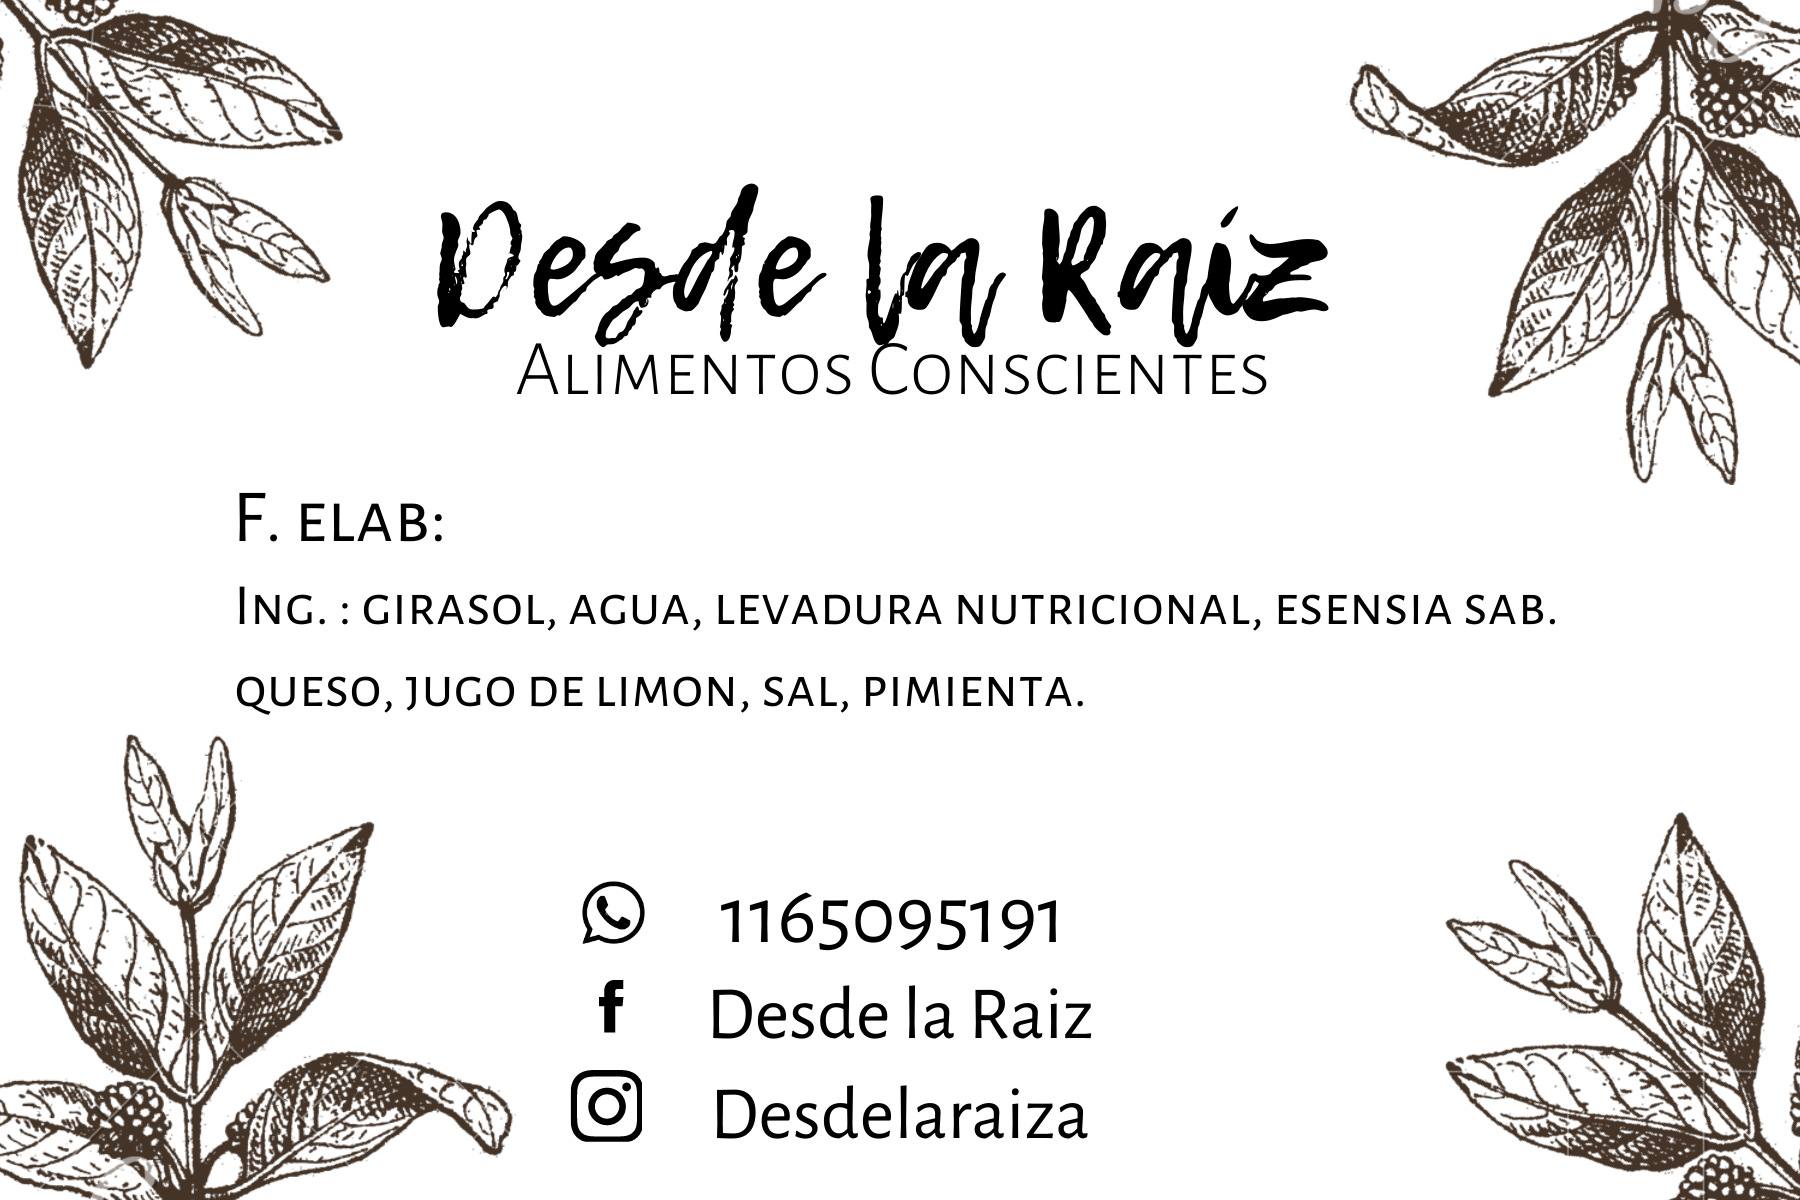 Desde la Raíz
Alimentos Conscientes
F. elab:
Ing. : girasol, agua, levadura nutricional, esensia sab.
queso, jugo de limon, sal, pimienta.
1165095191
Desde la Raiz
Desdelaraiza